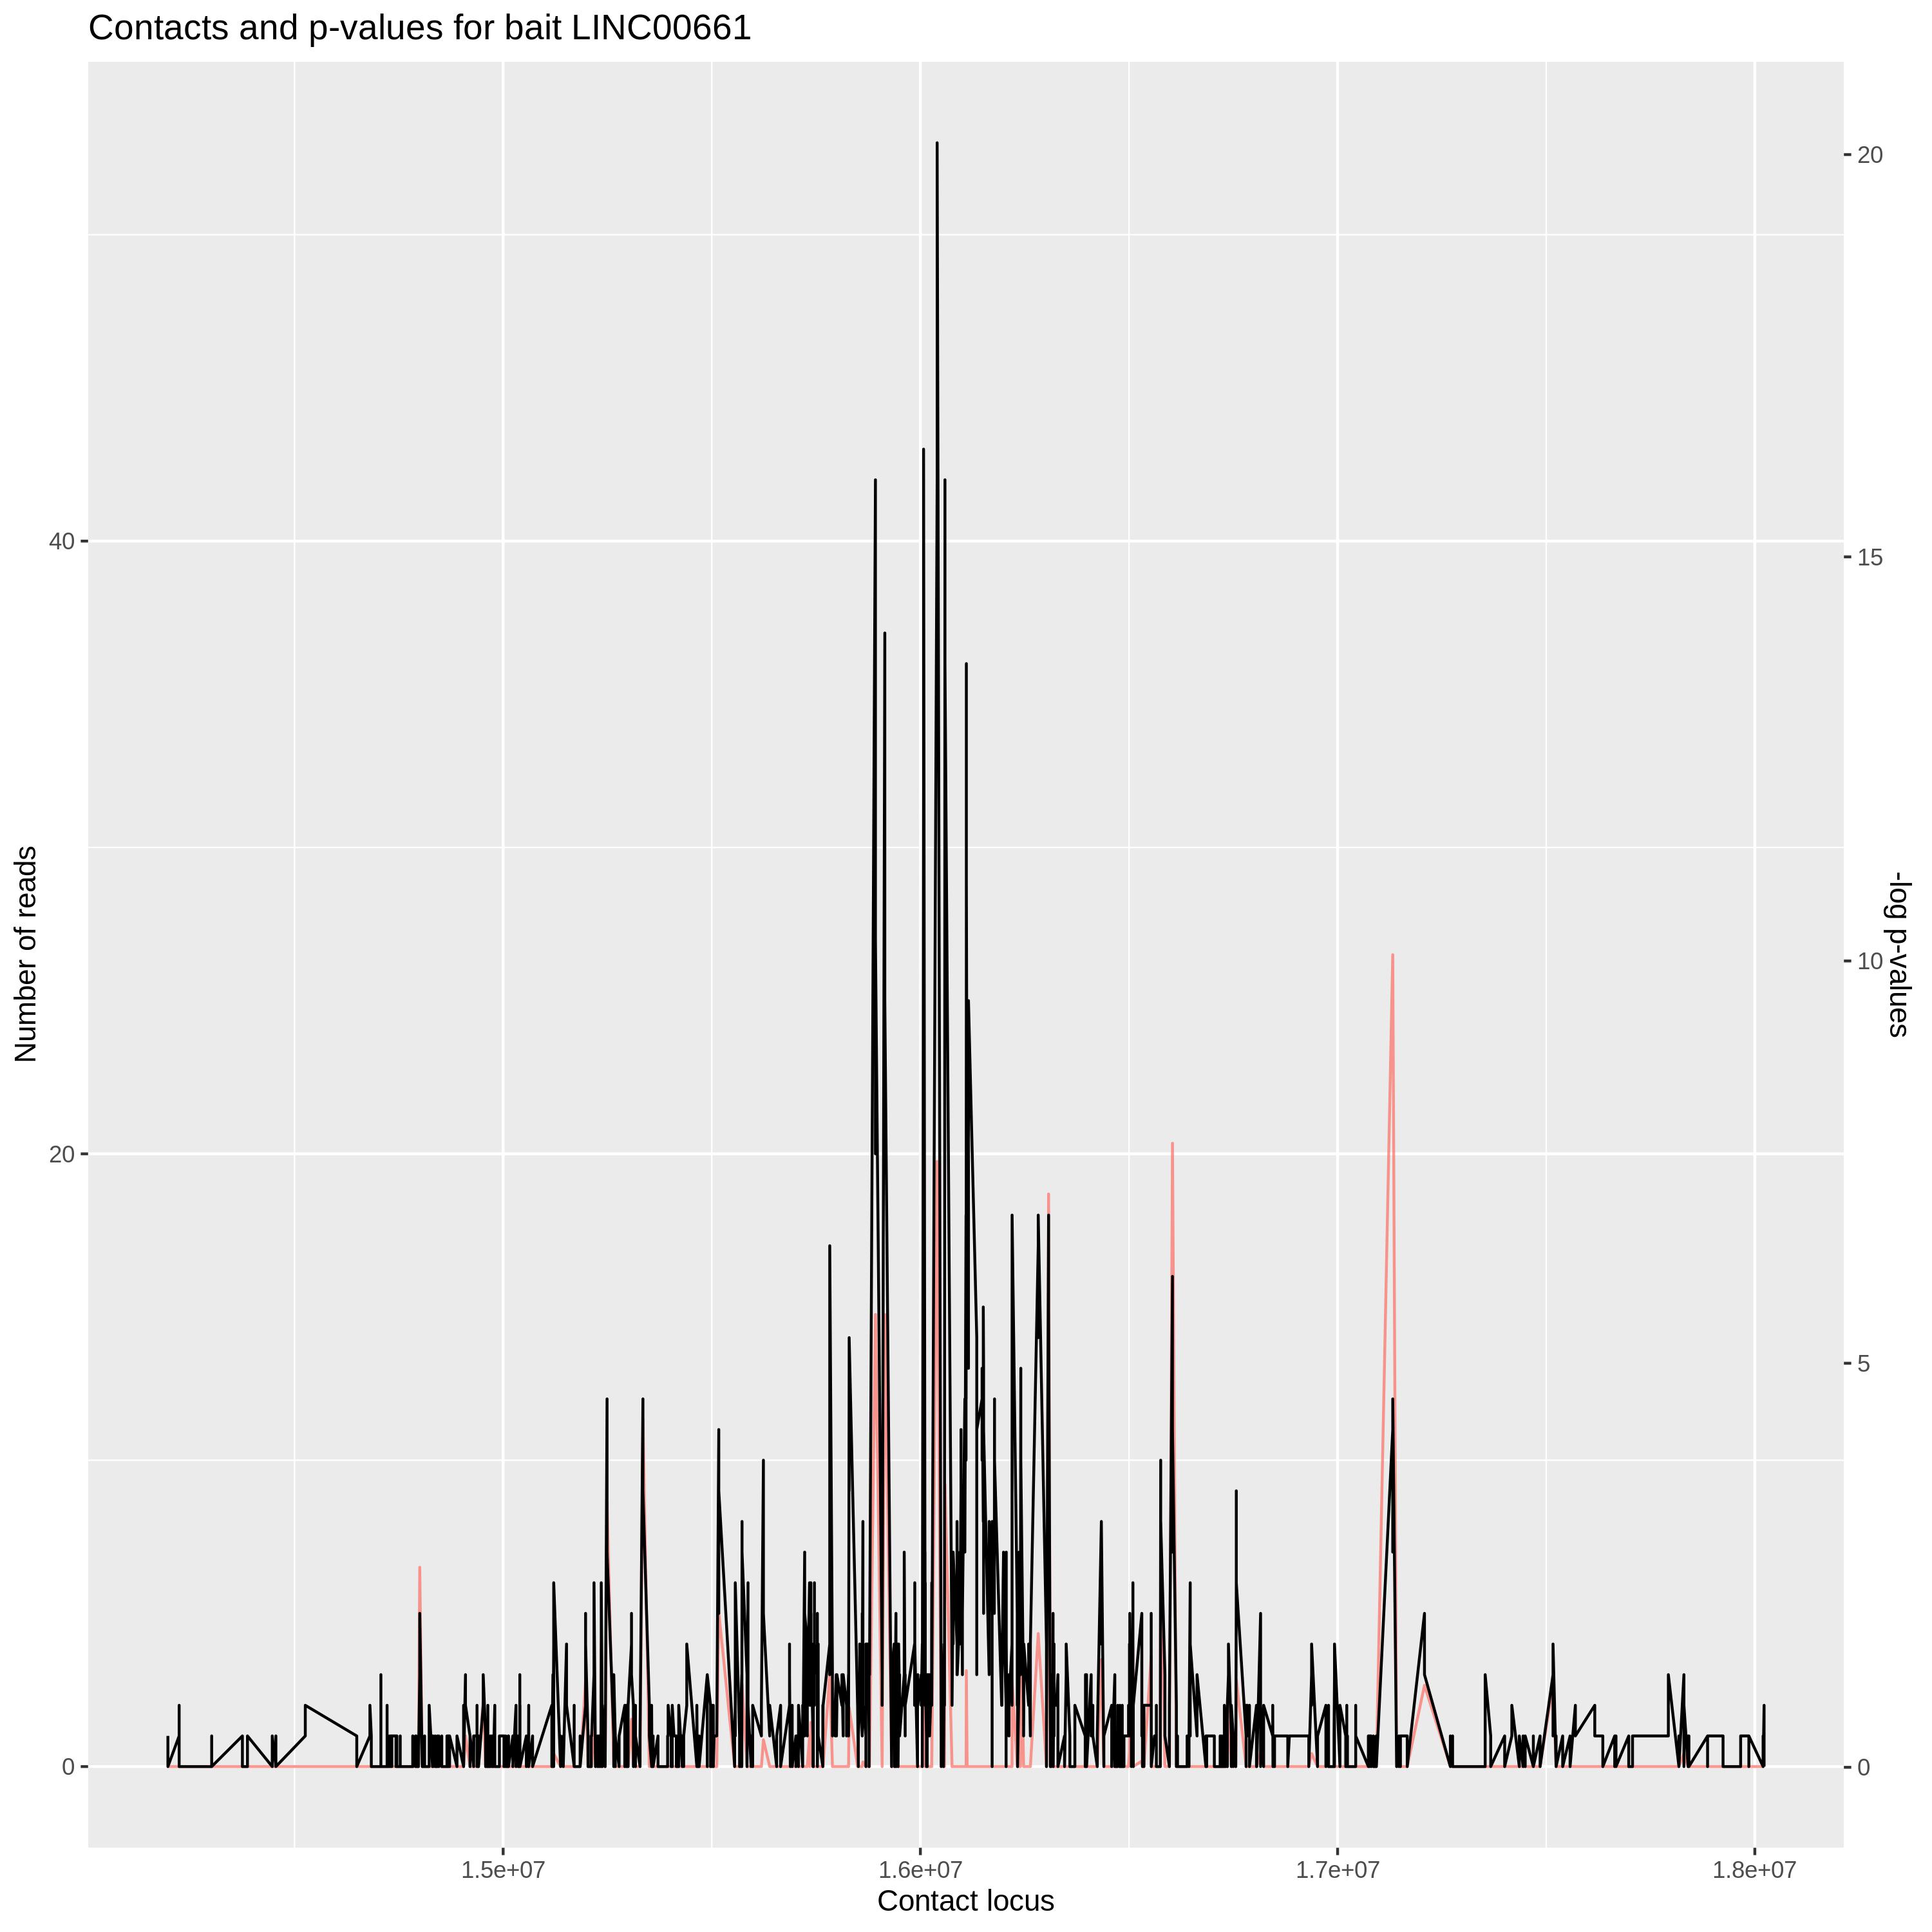 Contacts and p-values for bait LINC00661
Number of reads
40
20
0
20
15
10
5
0
-log p-values
1.5e+07
1.6e+07
1.7e+07
1.8e+07
Contact locus